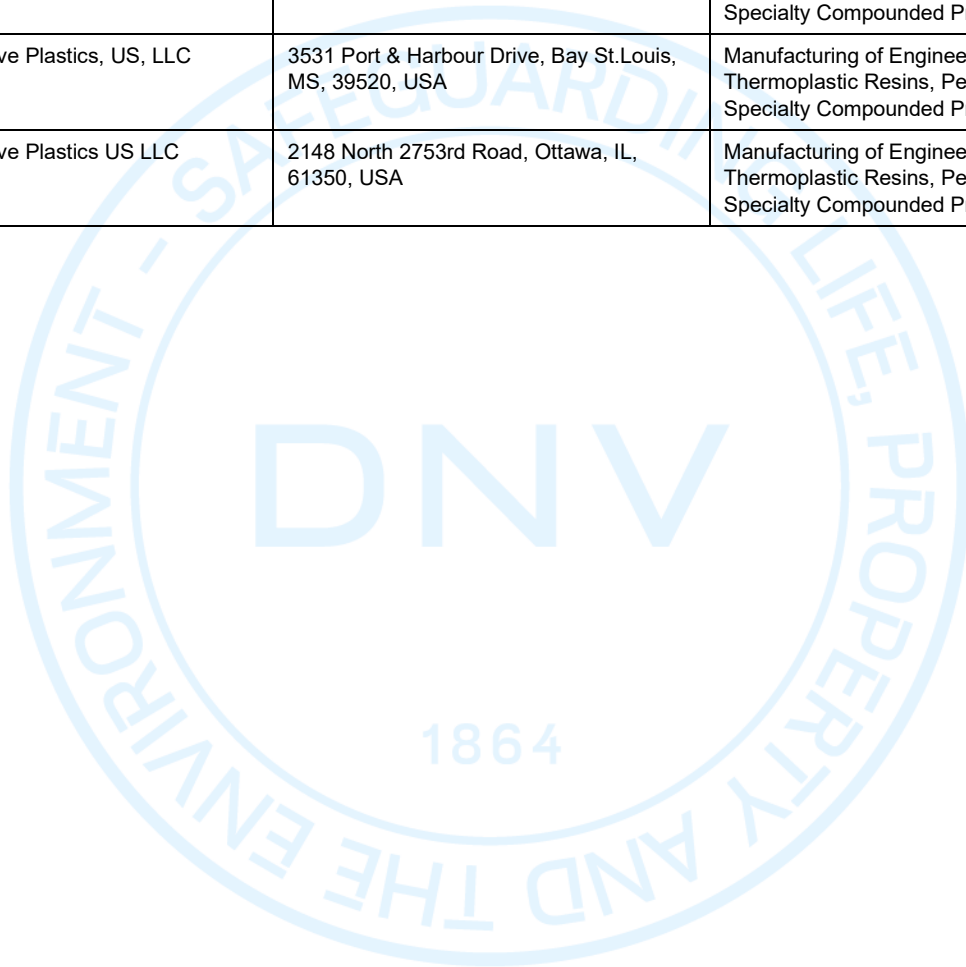 Specialty Compounded P
ve Plastics, US, LLC
3531 Port & Harbour Drive, Bay St.Louis,
MS, 39520, USA
Manufacturing of Enginee
Thermoplastic Resins, Pe
Specialty Compounded P
ve Plastics US LLC
2148 North 2753rd Road, Ottawa, IL,
61350, USA
Manufacturing of Enginee
Thermoplastic Resins, Pe
Specialty Compounded P
SAFEGUARDING LIFE, PROPERTY AND THE ENVIRONMENT -
DNV
1864